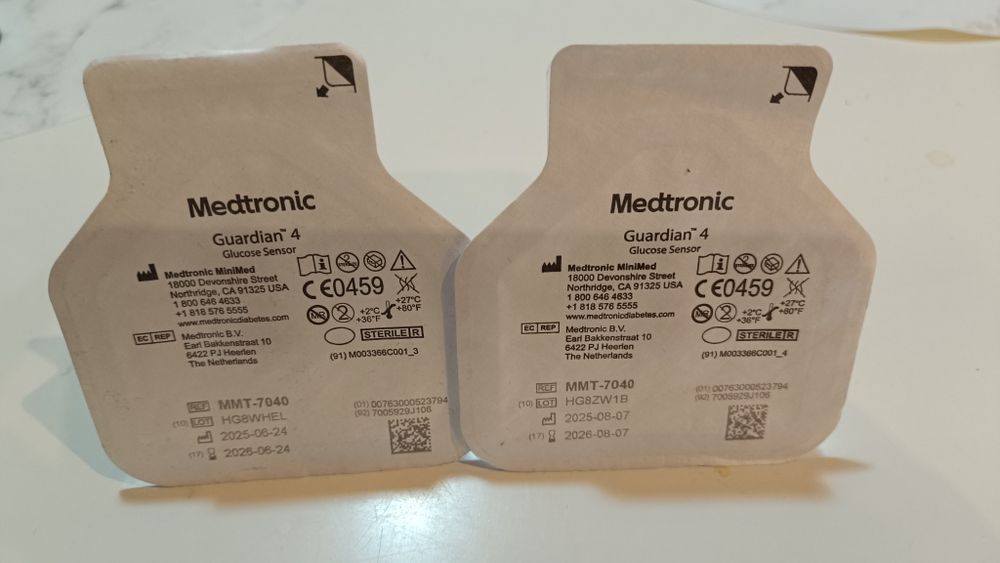 Medtronic
Guardian™ 4
Glucose Sensor
Medtronic MiniMed
18000 Devonshire Street
Northridge, CA 91325 USA
1 800 646 4633
+1 818 576 5555
www.medtronicdiabetes.com
CE0459
MR
2
+2°C
+36°F
+27°C
+80°F
EC REP
Medtronic B.V.
Earl Bakkenstraat 10
6422 PJ Heerlen
The Netherlands
STERILE R
(91) M003366C001_3
REF MMT-7040
(10) LOT HG8WHEL
2025-06-24
(17) 2026-06-24
(01) 00763000523794
(92) 7005929J106
Medtronic
Guardian™ 4
Glucose Sensor
Medtronic MiniMed
18000 Devonshire Street
Northridge, CA 91325 USA
1 800 646 4633
+1 818 576 5555
www.medtronicdiabetes.com
CE0459
MR
2
+2°C
+36°F
+27°C
+80°F
EC REP
Medtronic B.V.
Earl Bakkenstraat 10
6422 PJ Heerlen
The Netherlands
STERILE R
(91) M003366C001_4
REF MMT-7040
(10) LOT HG8ZW1B
2025-08-07
(17) 2026-08-07
(01) 00763000523794
(92) 7005929J106